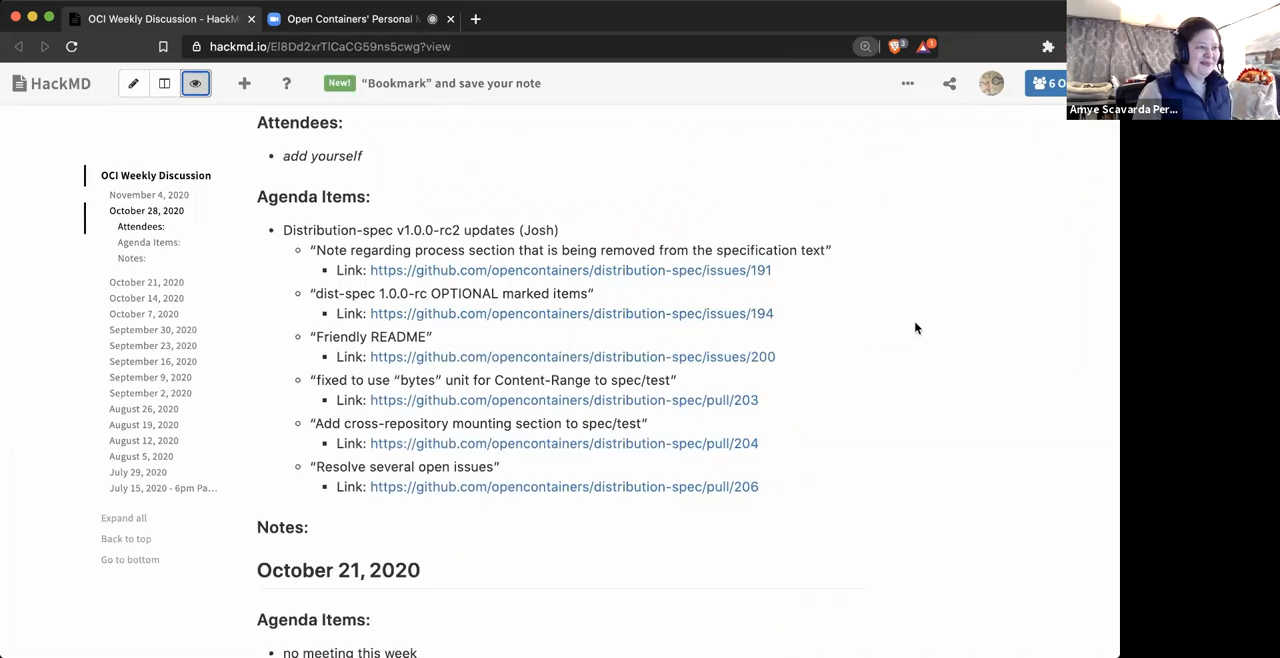 OCI Weekly Discussion - HackM
Open Containers' Personal M
hackmd.io/El8Dd2xrTlCaCG59ns5cwg?view
3
1
HackMD
New! “Bookmark” and save your note
6 O
Amye Scavarda Per...
Attendees:
add yourself
OCI Weekly Discussion
November 4, 2020
October 28, 2020
Attendees:
Agenda Items:
Notes:
October 21, 2020
October 14, 2020
October 7, 2020
September 30, 2020
September 23, 2020
September 16, 2020
September 9, 2020
September 2, 2020
August 26, 2020
August 19, 2020
August 12, 2020
August 5, 2020
July 29, 2020
July 15, 2020 - 6pm Pa...
Expand all
Back to top
Go to bottom
Agenda Items:
Distribution-spec v1.0.0-rc2 updates (Josh)
“Note regarding process section that is being removed from the specification text”
Link: https://github.com/opencontainers/distribution-spec/issues/191
“dist-spec 1.0.0-rc OPTIONAL marked items”
Link: https://github.com/opencontainers/distribution-spec/issues/194
“Friendly README”
Link: https://github.com/opencontainers/distribution-spec/issues/200
“fixed to use “bytes” unit for Content-Range to spec/test”
Link: https://github.com/opencontainers/distribution-spec/pull/203
“Add cross-repository mounting section to spec/test”
Link: https://github.com/opencontainers/distribution-spec/pull/204
“Resolve several open issues”
Link: https://github.com/opencontainers/distribution-spec/pull/206
Notes:
October 21, 2020
Agenda Items:
no meeting this week